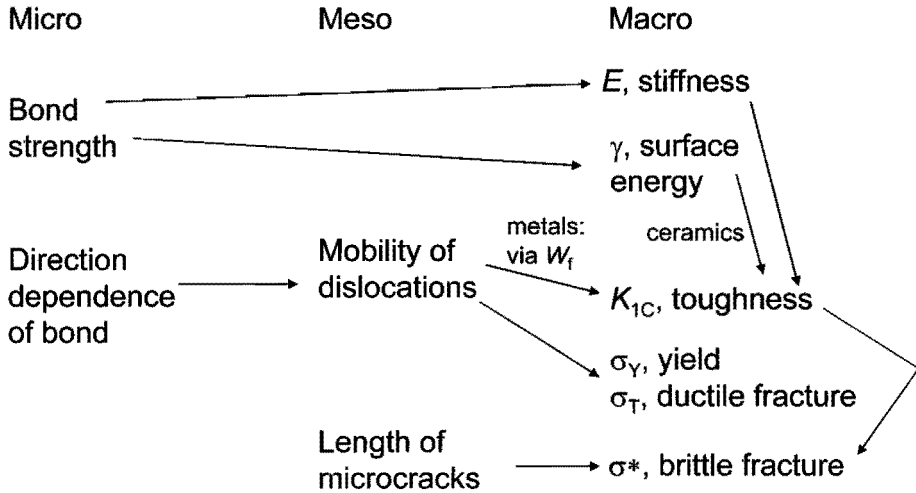 Micro
Meso
Macro
E, stiffness
Bond
strength
γ, surface
energy
metals:
via Wf
ceramics
Direction
dependence
of bond
Mobility of
dislocations
K1C, toughness
σY, yield
σT, ductile fracture
Length of
microcracks
σ*, brittle fracture